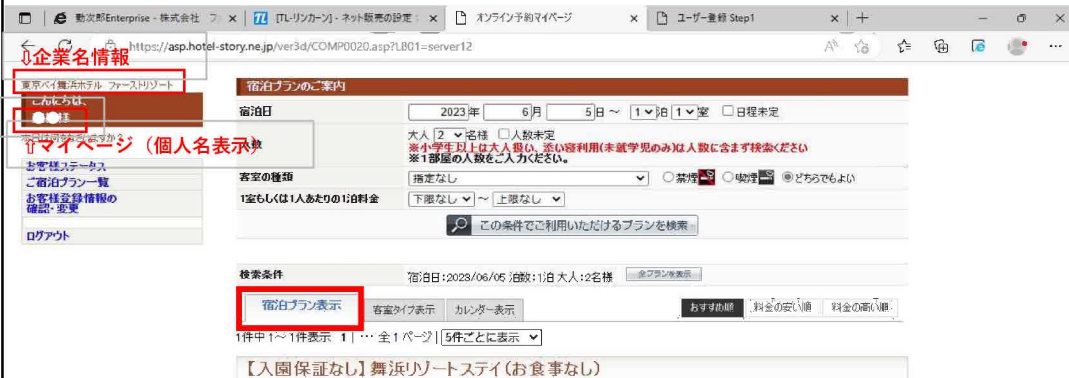 勤次郎Enterprise - 株式会社 フ
[TL-リンカーン] - ネット販売の設定
オンライン予約マイページ
ユーザー登録 Step1
https://asp.hotel-story.ne.jp/ver3d/COMP0020.asp?LB01=server12
⇩企業名情報
東京ベイ舞浜ホテル ファーストリゾート
こんにちは、
●●様
⇧マイページ（個人名表示）
お客様ステータス
ご宿泊プラン一覧
お客様登録情報の
確認・変更
ログアウト
宿泊プランのご案内
宿泊日 2023年 6月 5日～ 1泊 1室 日程未定
人数 大人 2 名様 人数未定
※小学生以上は大人扱い、添い寝利用(未就学児のみ)は人数に含まず検索ください
※1部屋の人数をご入力ください。
客室の種類 指定なし 禁煙 喫煙 どちらでもよい
1室もしくは1人あたりの1泊料金 下限なし ～ 上限なし
この条件でご利用いただけるプランを検索
検索条件 宿泊日:2023/06/05 泊数:1泊 大人:2名様 全プランを表示
宿泊プラン表示 客室タイプ表示 カレンダー表示 おすすめ順 料金の安い順 料金の高い順
1件中 1～ 1件表示 1 | … 全 1 ページ | 5件ごとに表示
【入園保証なし】舞浜リゾートステイ(お食事なし)